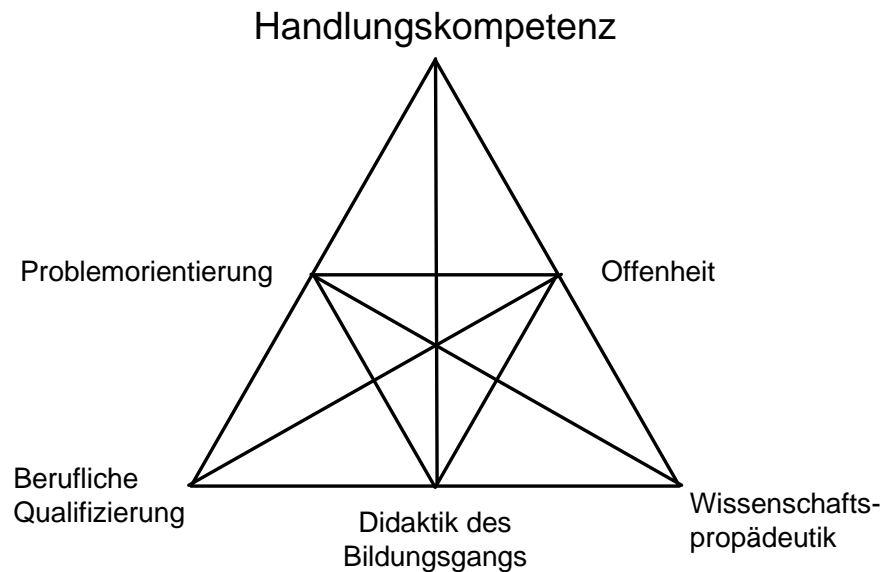 Handlungskompetenz
Problemorientierung
Offenheit
Berufliche
Qualifizierung
Didaktik des
Bildungsgangs
Wissenschafts-
propädeutik